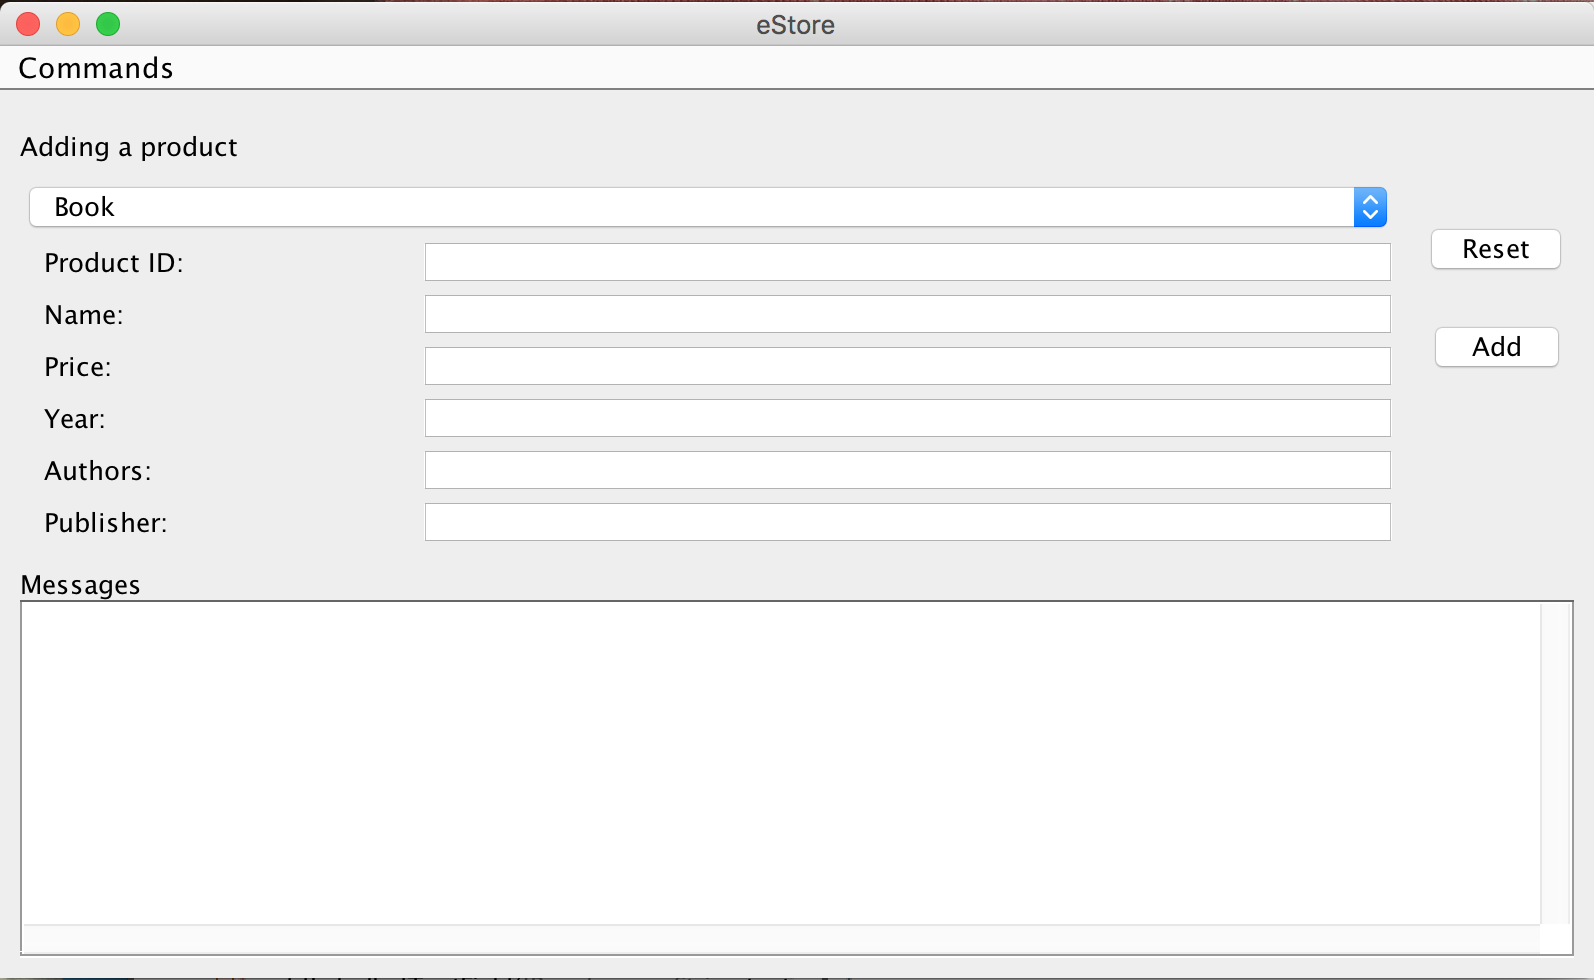 eStore
Commands
Adding a product
Book
Product ID:
Reset
Name:
Price:
Add
Year:
Authors:
Publisher:
Messages